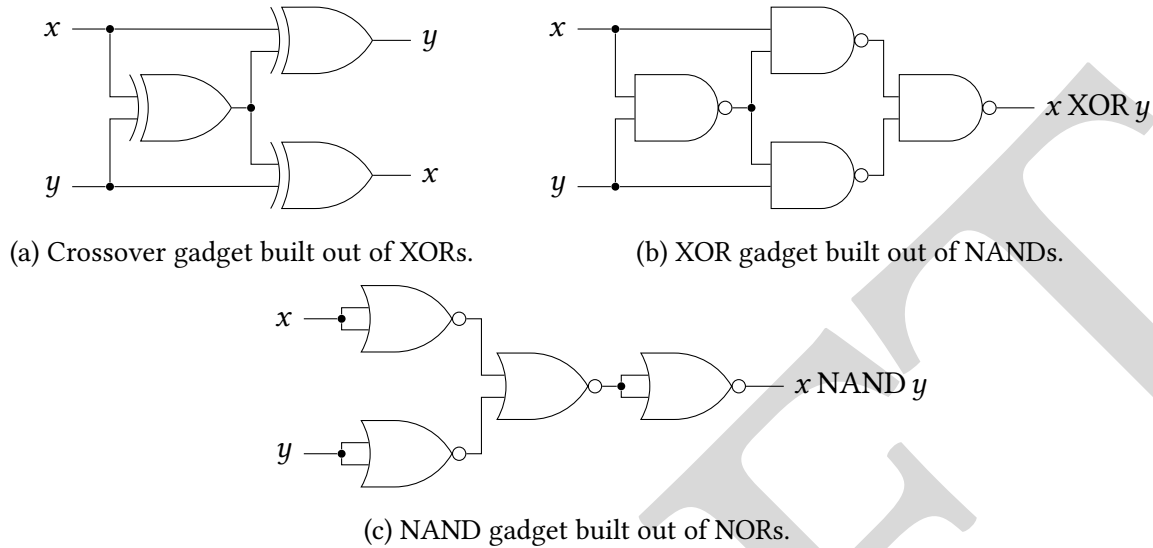 x
y
y
x
(a) Crossover gadget built out of XORs.
x
y
x XOR y
(b) XOR gadget built out of NANDs.
x
y
x NAND y
(c) NAND gadget built out of NORs.